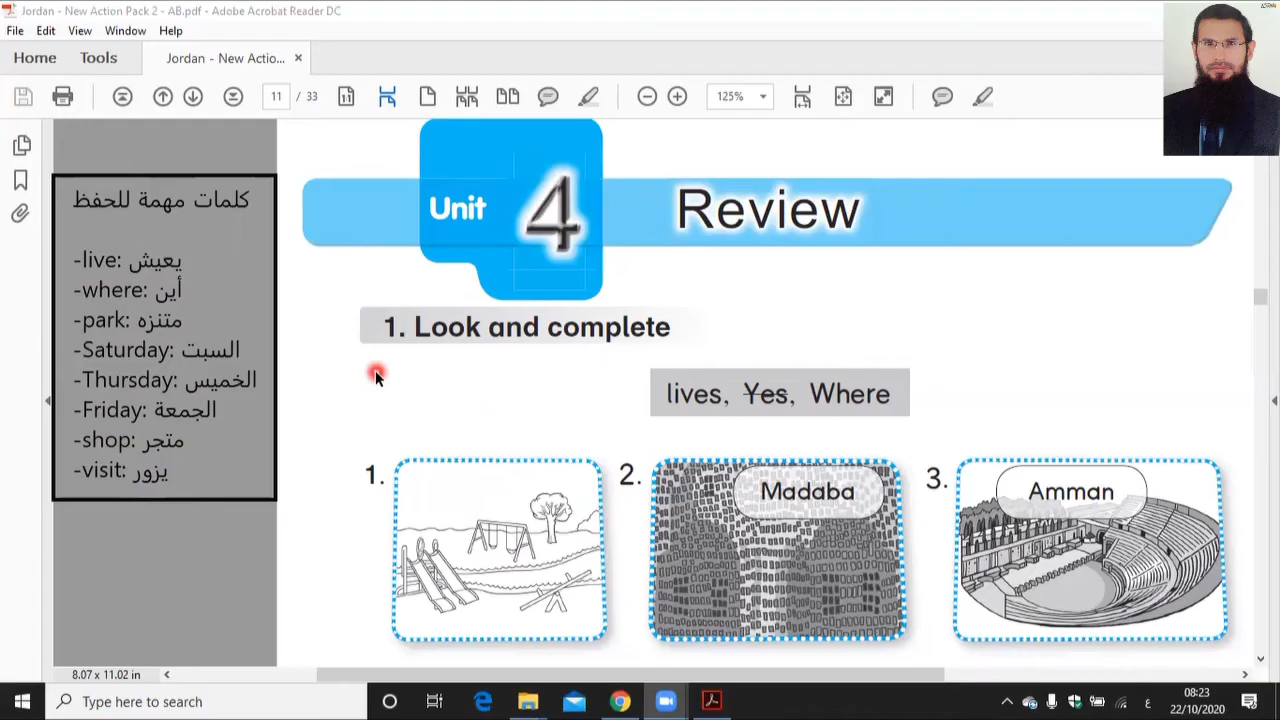 Jordan - New Action Pack 2 - AB.pdf - Adobe Acrobat Reader DC
File Edit View Window Help
Home Tools Jordan - New Actio... ×
11 / 33 125%
كلمات مهمة للحفظ
-live: يعيش
-where: أين
-park: متنزه
-Saturday: السبت
-Thursday: الخميس
-Friday: الجمعة
-shop: متجر
-visit: يزور
Unit 4 Review
1. Look and complete
lives, Yes, Where
1.
2. Madaba
3. Amman
8.07 x 11.02 in
Type here to search
ع
08:23
22/10/2020